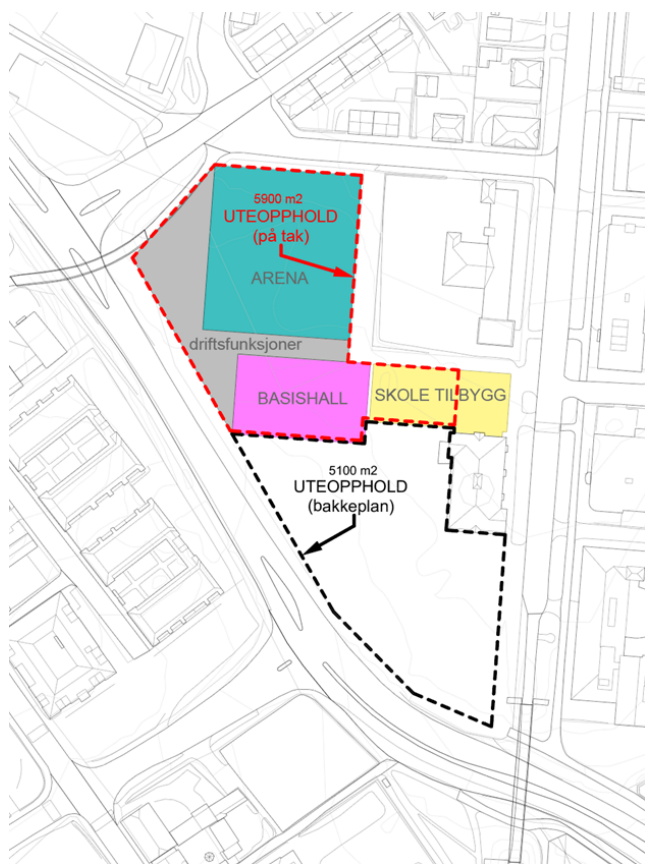 5900 m2
UTEOPPHOLD
(på tak)
ARENA
driftsfunksjoner
BASISHALL
SKOLE TILBYGG
5100 m2
UTEOPPHOLD
(bakkeplan)